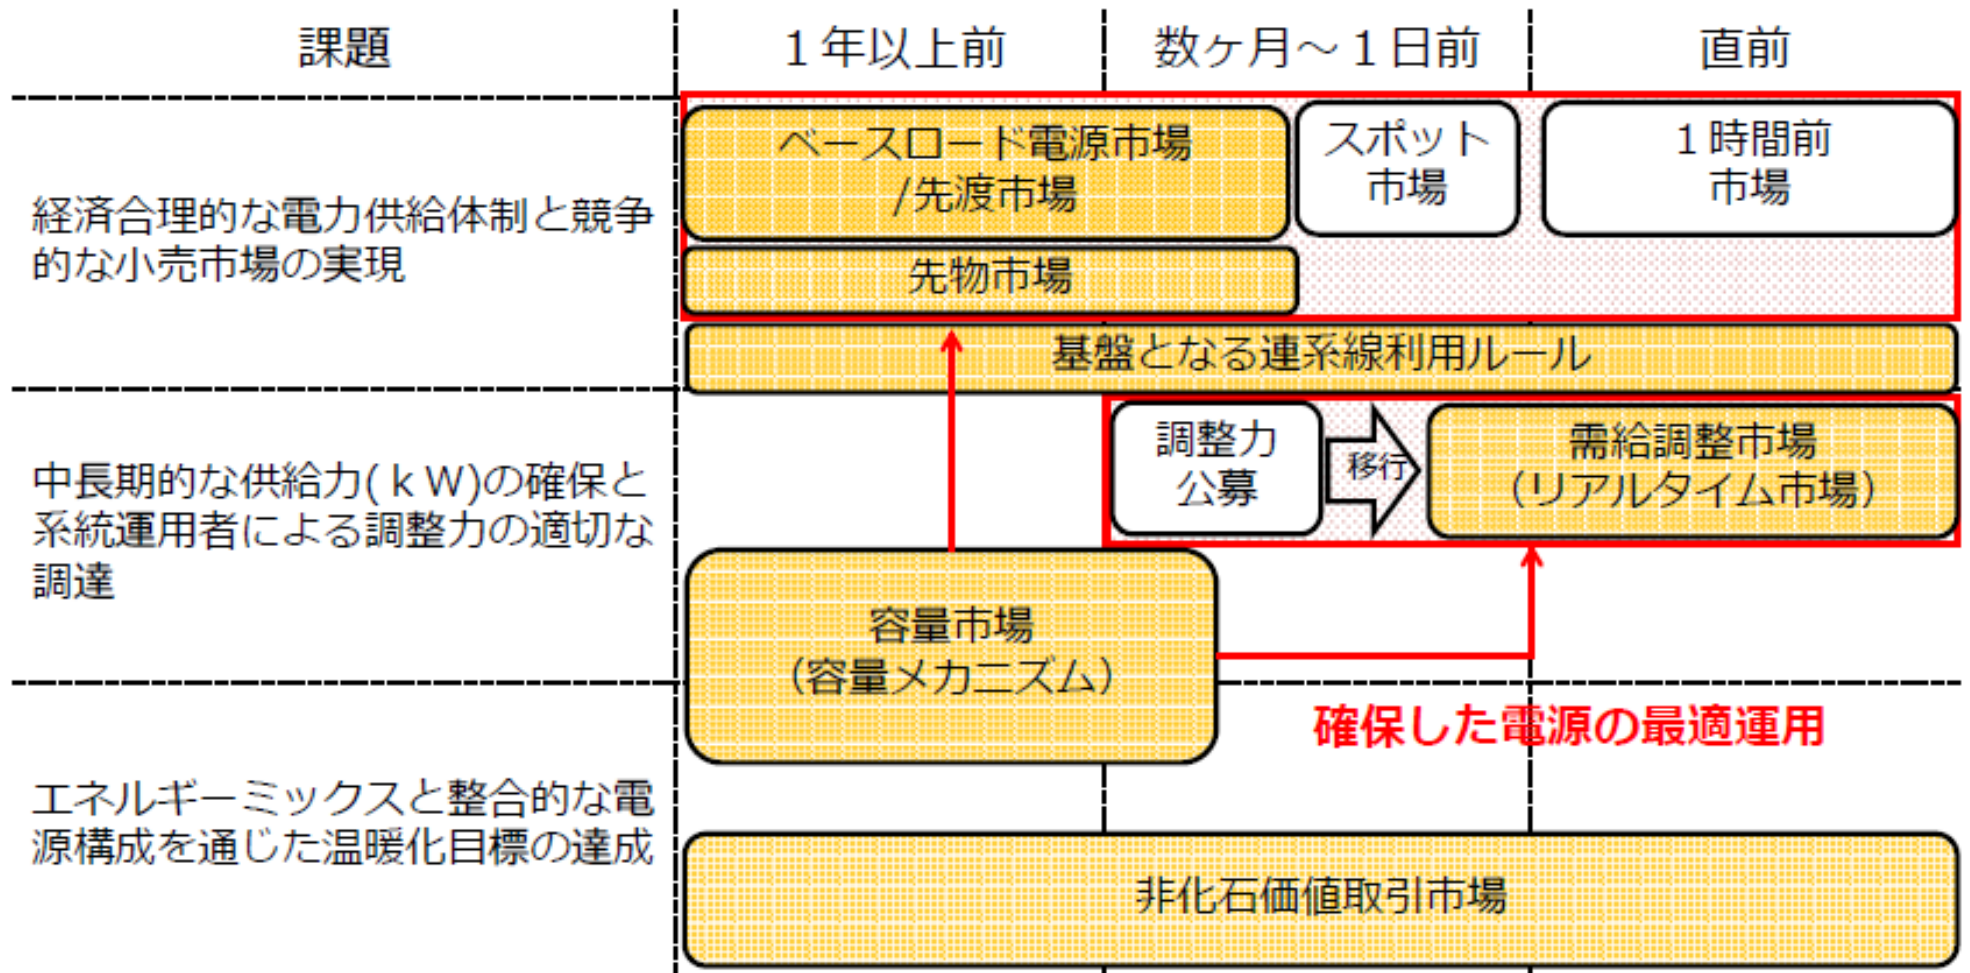 課題
１年以上前
数ヶ月～１日前
直前
経済合理的な電力供給体制と競争
的な小売市場の実現
ベースロード電源市場
/先渡市場
スポット
市場
１時間前
市場
先物市場
基盤となる連系線利用ルール
中長期的な供給力(ｋW)の確保と
系統運用者による調整力の適切な
調達
調整力
公募
移行
需給調整市場
（リアルタイム市場）
容量市場
（容量メカニズム）
確保した電源の最適運用
エネルギーミックスと整合的な電
源構成を通じた温暖化目標の達成
非化石価値取引市場